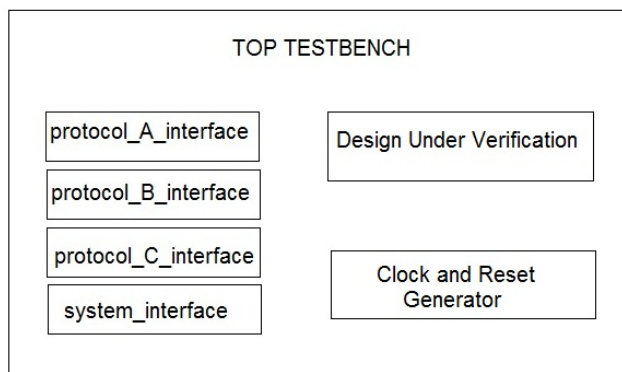 TOP TESTBENCH
protocol_A_interface
protocol_B_interface
protocol_C_interface
system_interface
Design Under Verification
Clock and Reset
Generator